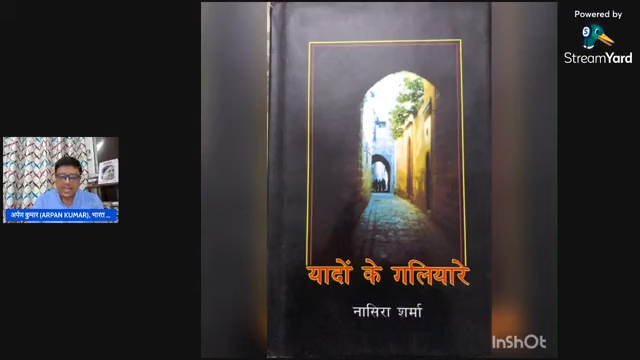 Powered by
StreamYard
यादों के गलियारे
नासिरा शर्मा
अर्पण कुमार (ARPAN KUMAR), भारत ...
InShOt